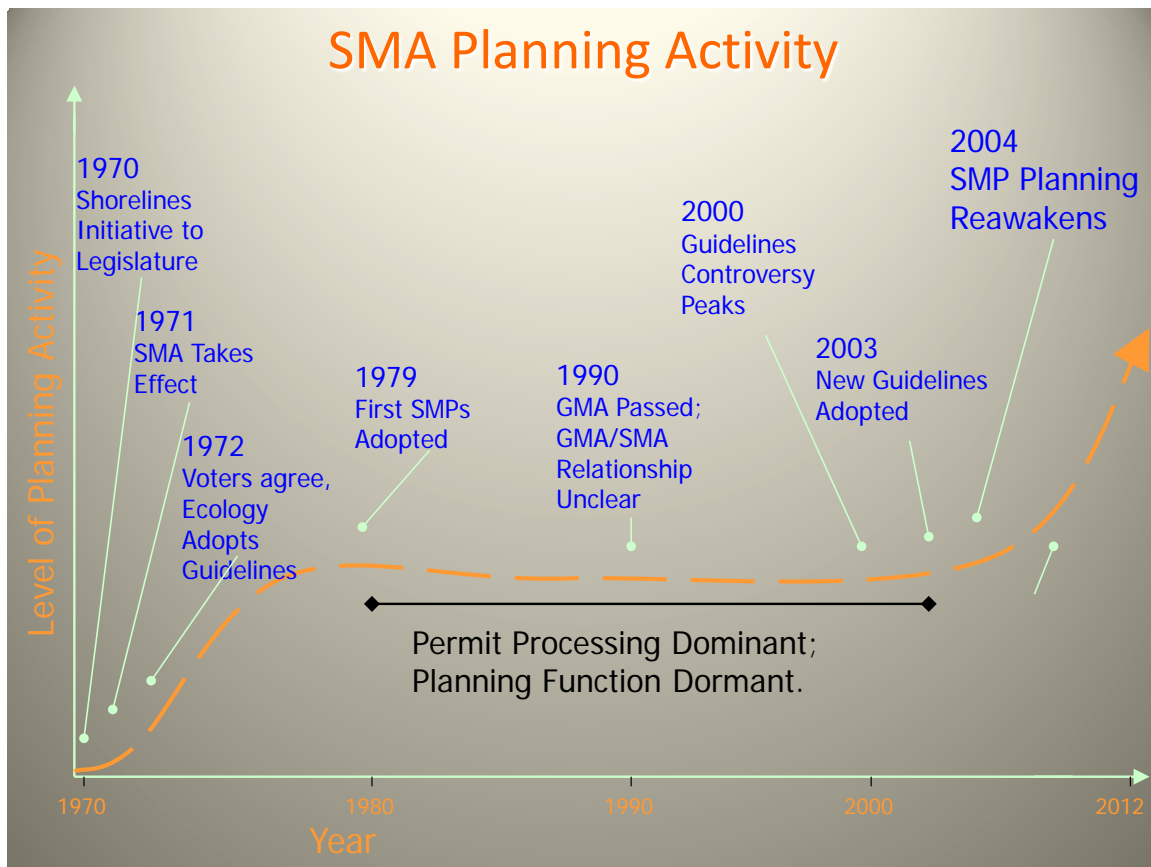 SMA Planning Activity
1970
Shorelines
Initiative to
Legislature
1971
SMA Takes
Effect
1972
Voters agree,
Ecology
Adopts
Guidelines
1979
First SMPs
Adopted
1990
GMA Passed;
GMA/SMA
Relationship
Unclear
2000
Guidelines
Controversy
Peaks
2003
New Guidelines
Adopted
2004
SMP Planning
Reawakens
Level of Planning Activity
Permit Processing Dominant;
Planning Function Dormant.
1970
1980
1990
2000
2012
Year